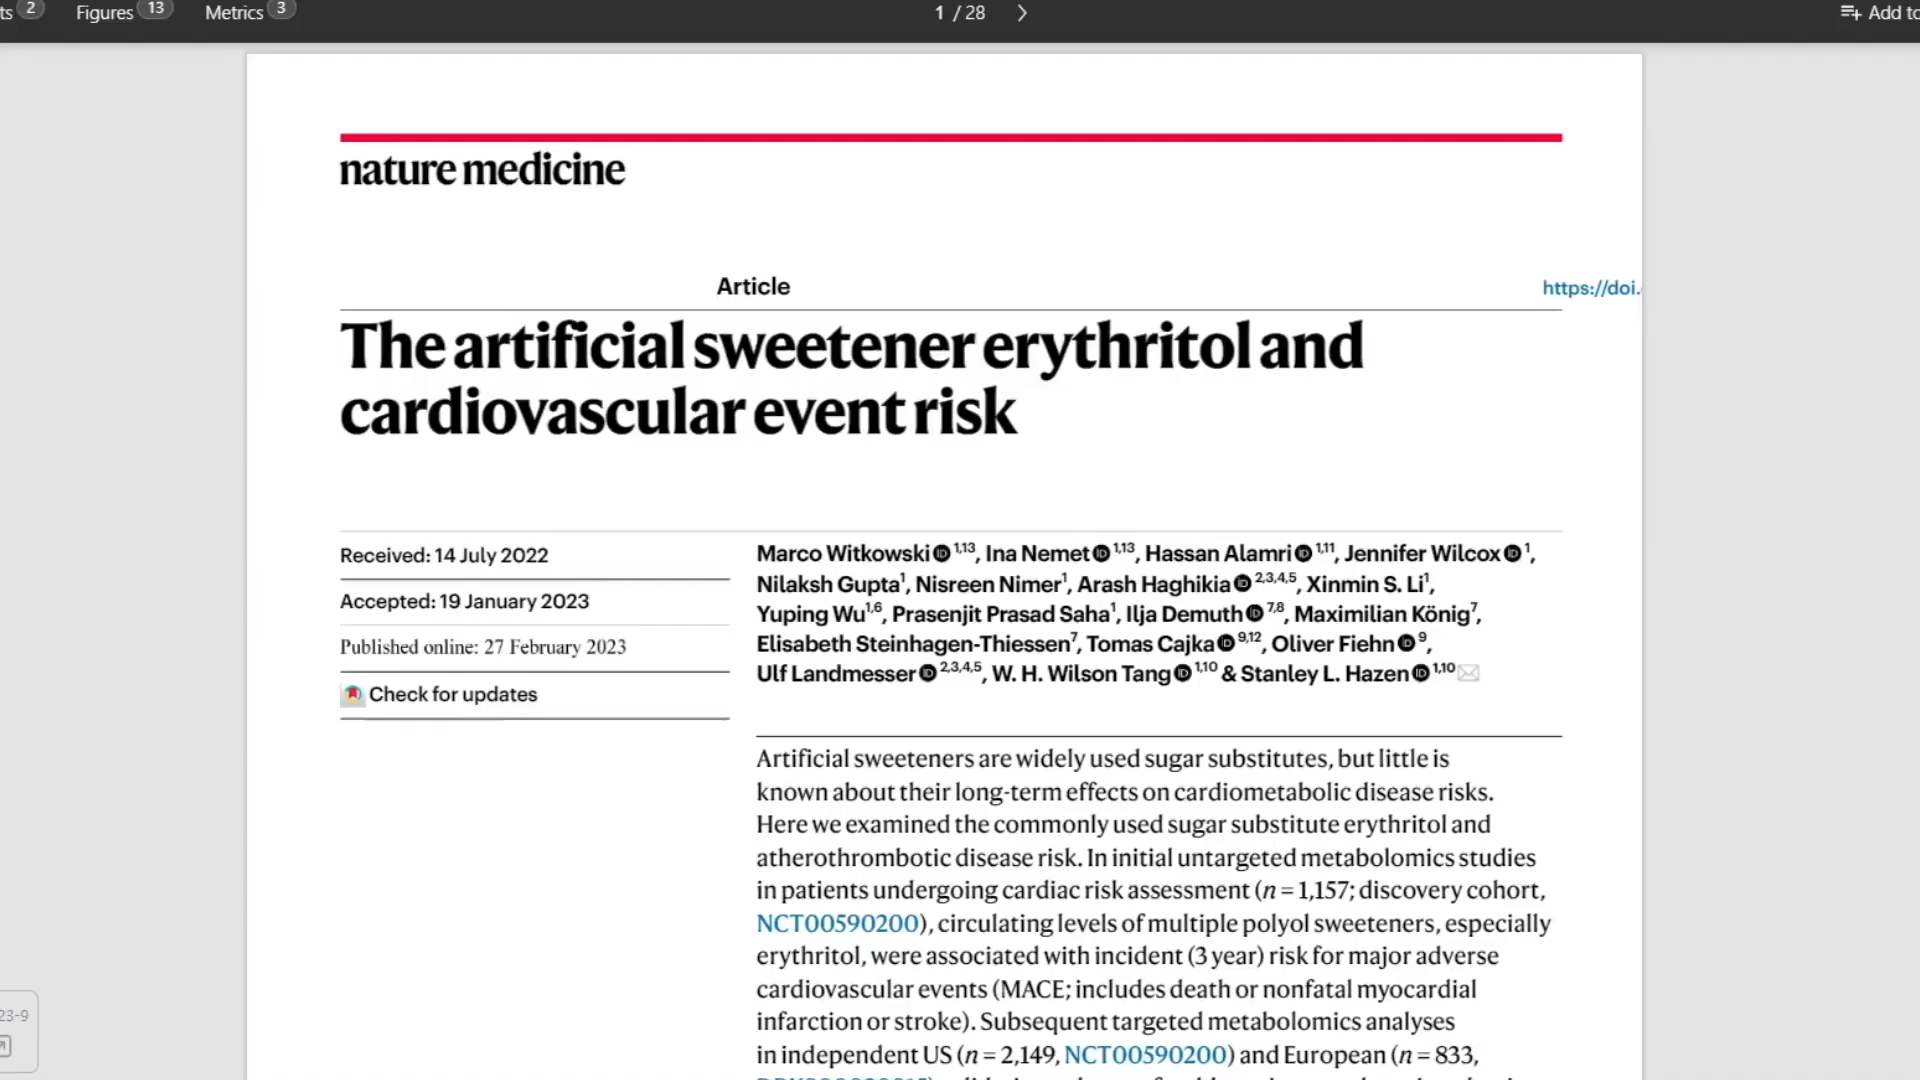 ts 2 Figures 13 Metrics 3 1 / 28 Add to
nature medicine
Article https://doi.
The artificial sweetener erythritol and
cardiovascular event risk
Received: 14 July 2022
Accepted: 19 January 2023
Published online: 27 February 2023
Check for updates
Marco Witkowski 1,13, Ina Nemet 1,13, Hassan Alamri 1,11, Jennifer Wilcox 1,
Nilaksh Gupta1, Nisreen Nimer1, Arash Haghikia 2,3,4,5, Xinmin S. Li1,
Yuping Wu1,6, Prasenjit Prasad Saha1, Ilja Demuth 7,8, Maximilian König7,
Elisabeth Steinhagen-Thiessen7, Tomas Cajka 9,12, Oliver Fiehn 9,
Ulf Landmesser 2,3,4,5, W. H. Wilson Tang 1,10 & Stanley L. Hazen 1,10
Artificial sweeteners are widely used sugar substitutes, but little is
known about their long-term effects on cardiometabolic disease risks.
Here we examined the commonly used sugar substitute erythritol and
atherothrombotic disease risk. In initial untargeted metabolomics studies
in patients undergoing cardiac risk assessment (n = 1,157; discovery cohort,
NCT00590200), circulating levels of multiple polyol sweeteners, especially
erythritol, were associated with incident (3 year) risk for major adverse
cardiovascular events (MACE; includes death or nonfatal myocardial
infarction or stroke). Subsequent targeted metabolomics analyses
in independent US (n = 2,149, NCT00590200) and European (n = 833,
23-9